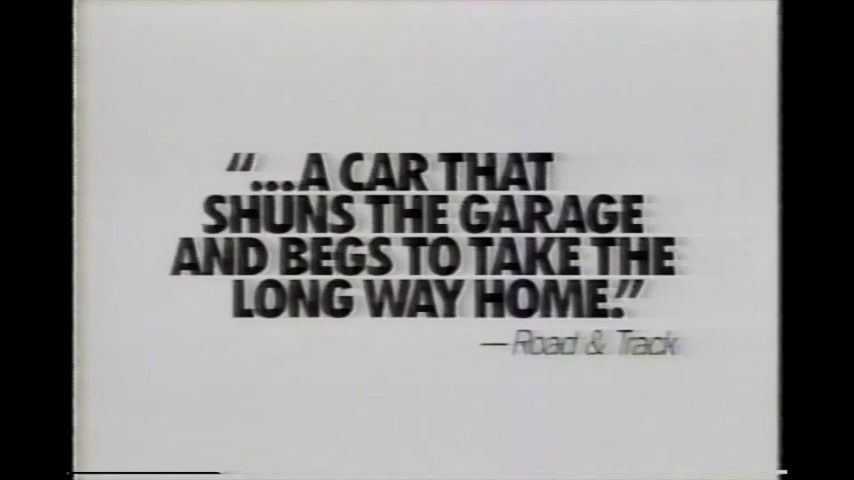 “...A CAR THAT
SHUNS THE GARAGE
AND BEGS TO TAKE THE
LONG WAY HOME.”
—Road & Track